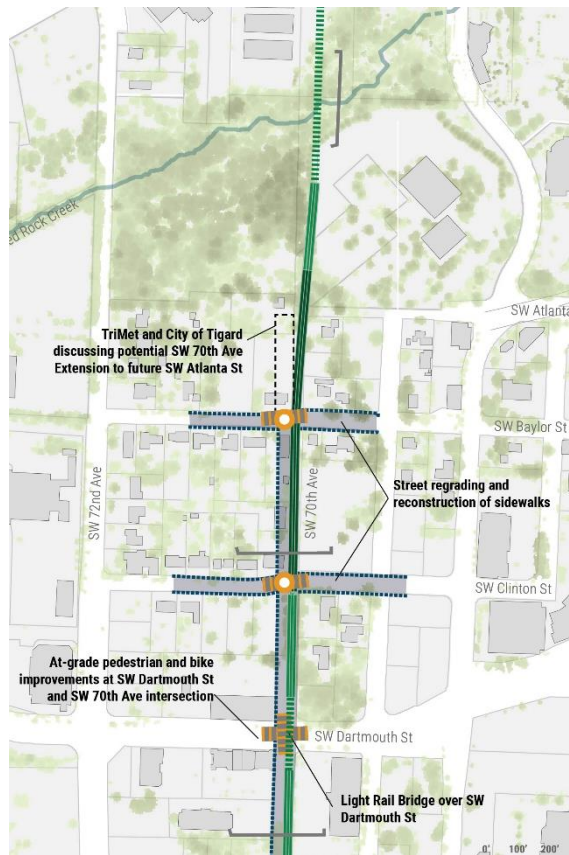 ed Rock Creek
SW Atlanta
TriMet and City of Tigard
discussing potential SW 70th Ave
Extension to future SW Atlanta St
SW Baylor St
SW 72nd Ave
SW 70th Ave
Street regrading and
reconstruction of sidewalks
SW Clinton St
At-grade pedestrian and bike
improvements at SW Dartmouth St
and SW 70th Ave intersection
SW Dartmouth St
Light Rail Bridge over SW
Dartmouth St
0' 100' 200'